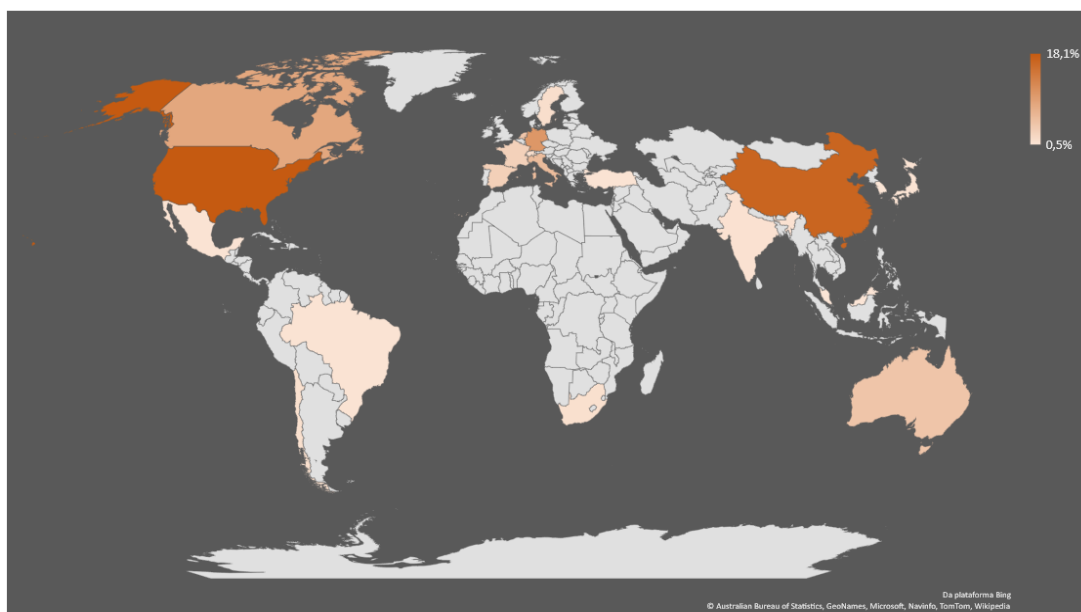 18,1%
0,5%
Da plataforma Bing
© Australian Bureau of Statistics, GeoNames, Microsoft, Navinfo, TomTom, Wikipedia